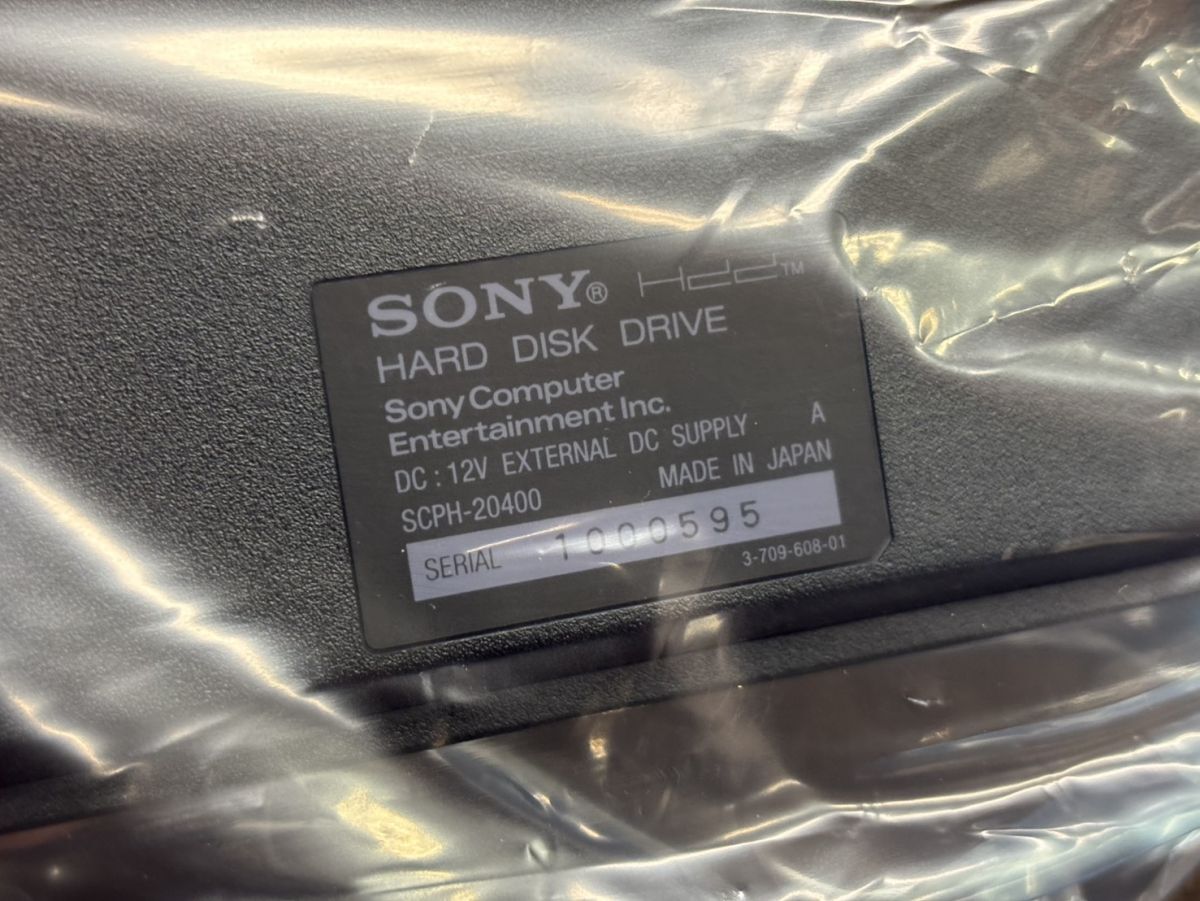 SONY® Hdd™
HARD DISK DRIVE
Sony Computer
Entertainment Inc.
DC : 12V EXTERNAL DC SUPPLY A
SCPH-20400 MADE IN JAPAN
SERIAL 1000595
3-709-608-01